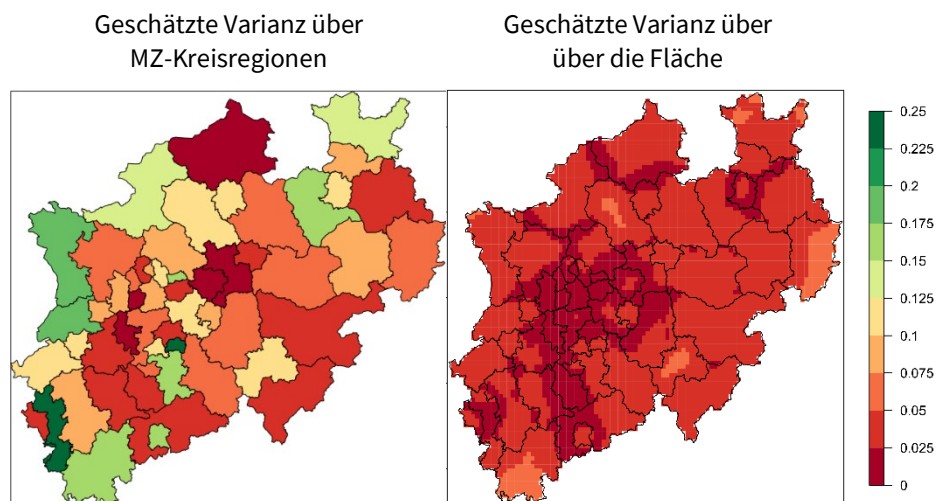 Geschätzte Varianz über
MZ-Kreisregionen
Geschätzte Varianz über
über die Fläche
0.25
0.225
0.2
0.175
0.15
0.125
0.1
0.075
0.05
0.025
0